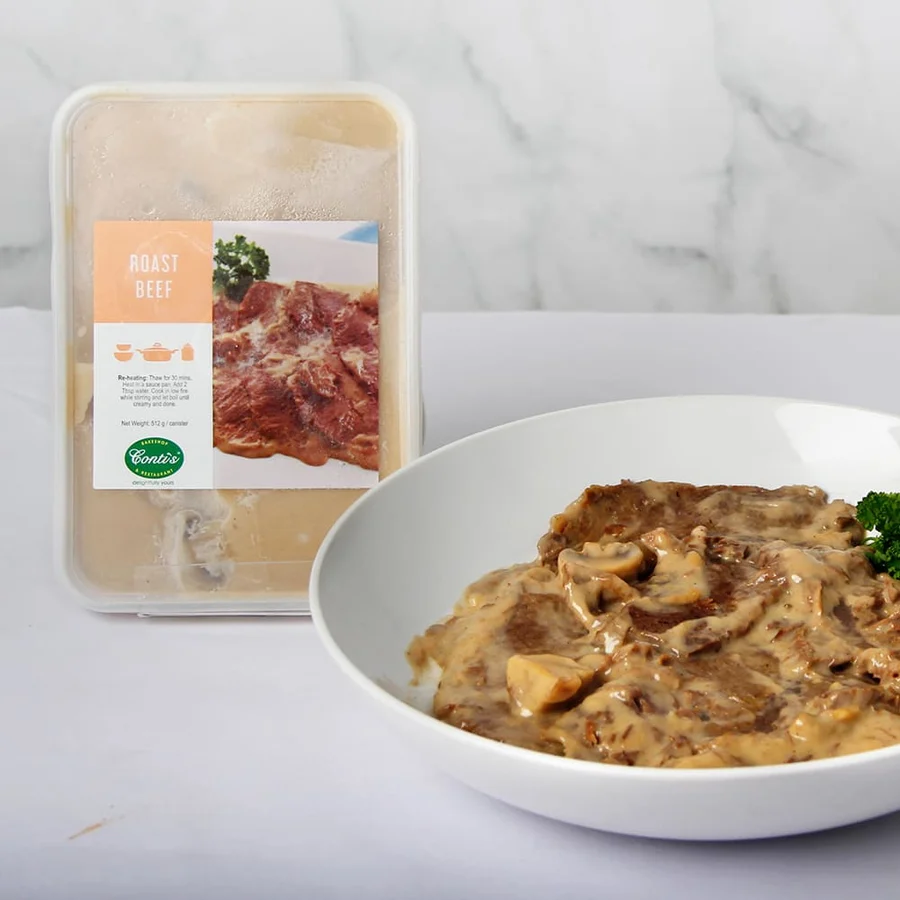 ROAST
BEEF
Re-heating: Thaw for 30 mins.
Heat in a sauce pan. Add 2
Tbsp water. Cook in low fire
while stirring and let boil until
creamy and done.
Net Weight: 512 g / canister
BAKESHOP
Conti's
& RESTAURANT
delightfully yours